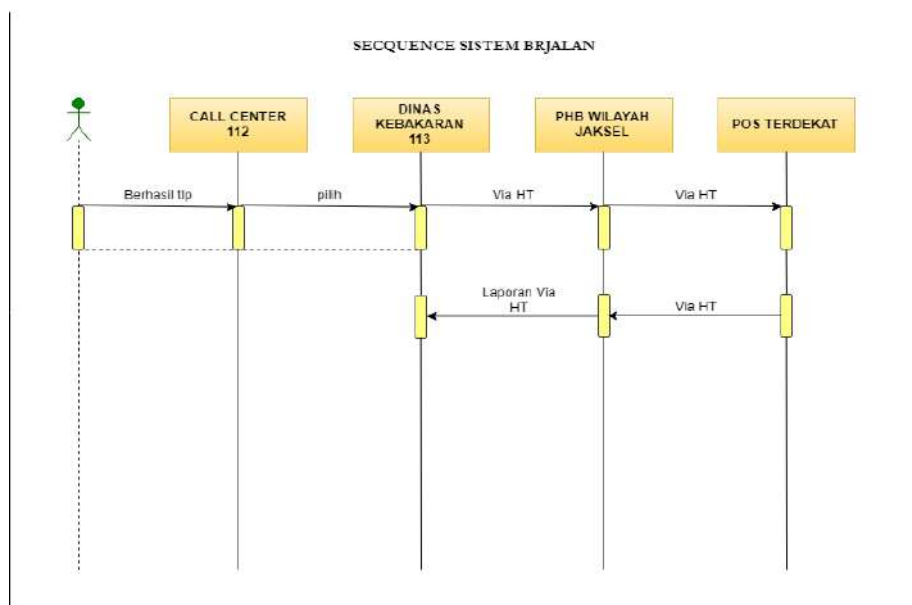 SECQUENCE SISTEM BRJALAN
CALL CENTER
112
DINAS
KEBAKARAN
113
PHB WILAYAH
JAKSEL
POS TERDEKAT
Berhasil tlp
pilih
Via HT
Via HT
Laporan Via
HT
Via HT